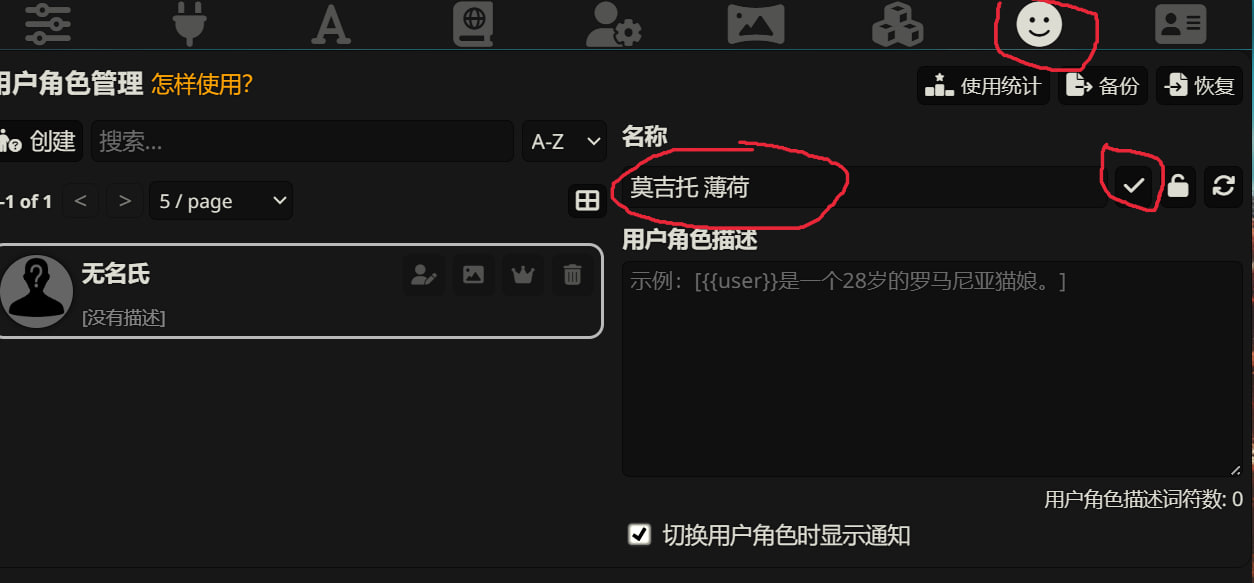 用户角色管理 怎样使用?
使用统计 备份 恢复
创建 搜索... A-Z
名称
莫吉托 薄荷
-1 of 1 < > 5 / page
用户角色描述
示例：[{{user}}是一个28岁的罗马尼亚猫娘。]
无名氏
[没有描述]
用户角色描述词符数: 0
切换用户角色时显示通知